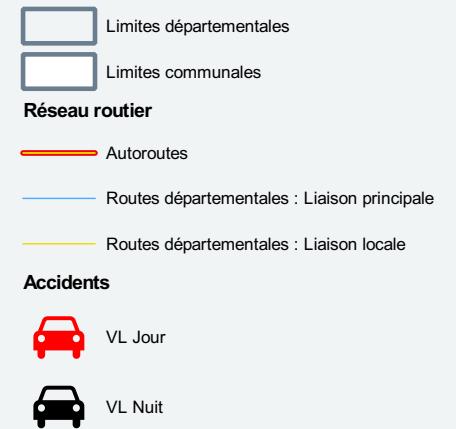 Limites départementales
Limites communales
Réseau routier
Autoroutes
Routes départementales : Liaison principale
Routes départementales : Liaison locale
Accidents
VL Jour
VL Nuit